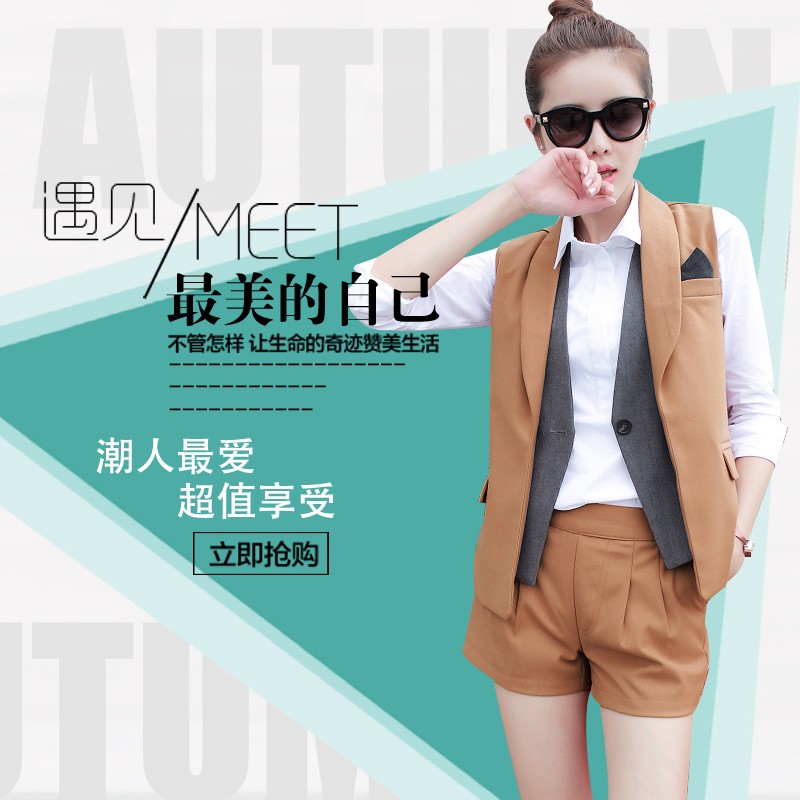 AUTUMN
遇见/MEET
最美的自己
不管怎样 让生命的奇迹赞美生活
潮人最爱
超值享受
立即抢购
UTUM